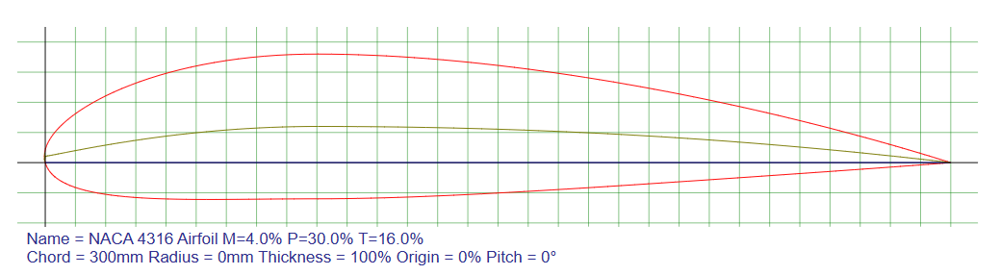 Name = NACA 4316 Airfoil M=4.0% P=30.0% T=16.0%
Chord = 300mm Radius = 0mm Thickness = 100% Origin = 0% Pitch = 0°